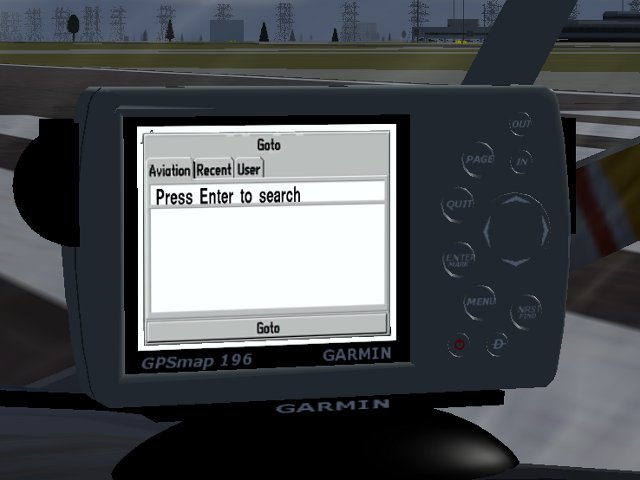 Goto
Aviation Recent User
Press Enter to search
Goto
GPSmap 196 GARMIN
GARMIN
OUT
PAGE IN
QUIT
ENTER
MARK
MENU
NRST
FIND
D